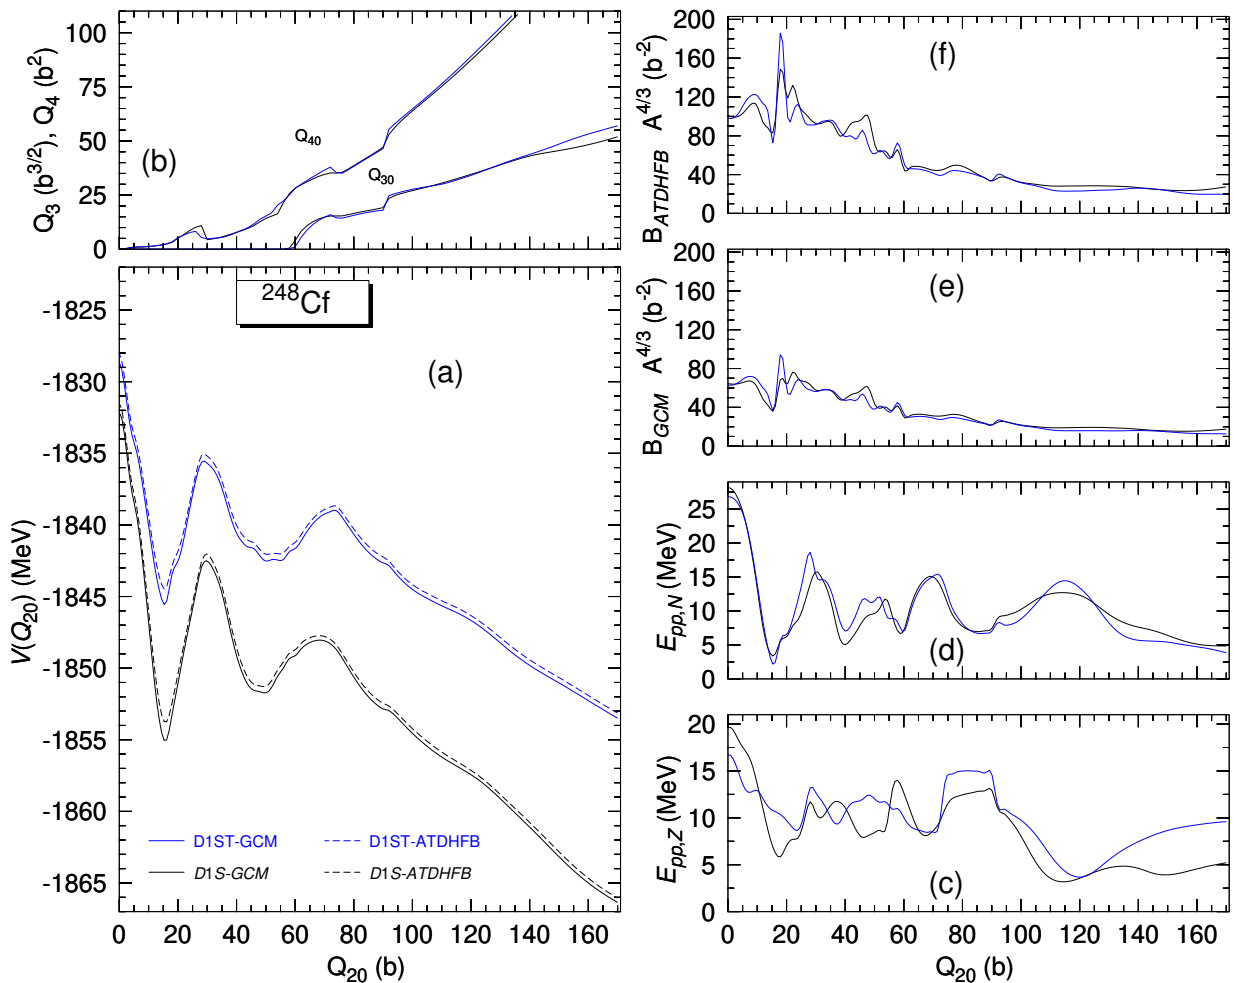 110
75
50
25
0
Q3 (b3/2), Q4 (b2)
(b)
Q40
Q30
-1825
-1830
-1835
-1840
-1845
-1850
-1855
-1860
-1865
V(Q20) (MeV)
248Cf
(a)
D1ST-GCM
D1ST-ATDHFB
D1S-GCM
D1S-ATDHFB
0 20 40 60 80 100 120 140 160
Q20 (b)
200
160
120
80
40
0
BATDHFB A4/3 (b-2)
(f)
200
160
120
80
40
0
BGCM A4/3 (b-2)
(e)
25
20
15
10
5
0
Epp,N (MeV)
(d)
20
15
10
5
0
Epp,Z (MeV)
(c)
0 20 40 60 80 100 120 140 160
Q20 (b)